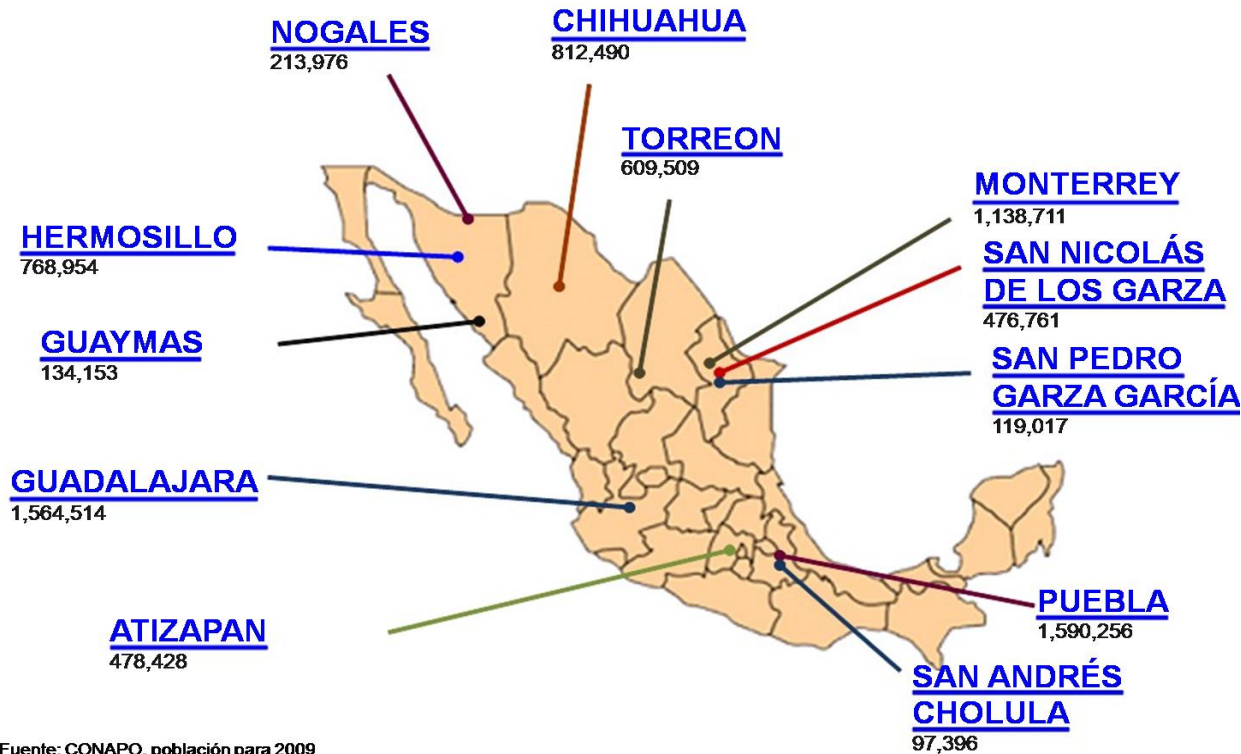 NOGALES
213,976
CHIHUAHUA
812,490
TORREON
609,509
MONTERREY
1,138,711
HERMOSILLO
768,954
SAN NICOLÁS
DE LOS GARZA
476,761
GUAYMAS
134,153
SAN PEDRO
GARZA GARCÍA
119,017
GUADALAJARA
1,564,514
PUEBLA
1,590,256
ATIZAPAN
478,428
SAN ANDRÉS
CHOLULA
97,396
Fuente: CONAPO, población para 2009